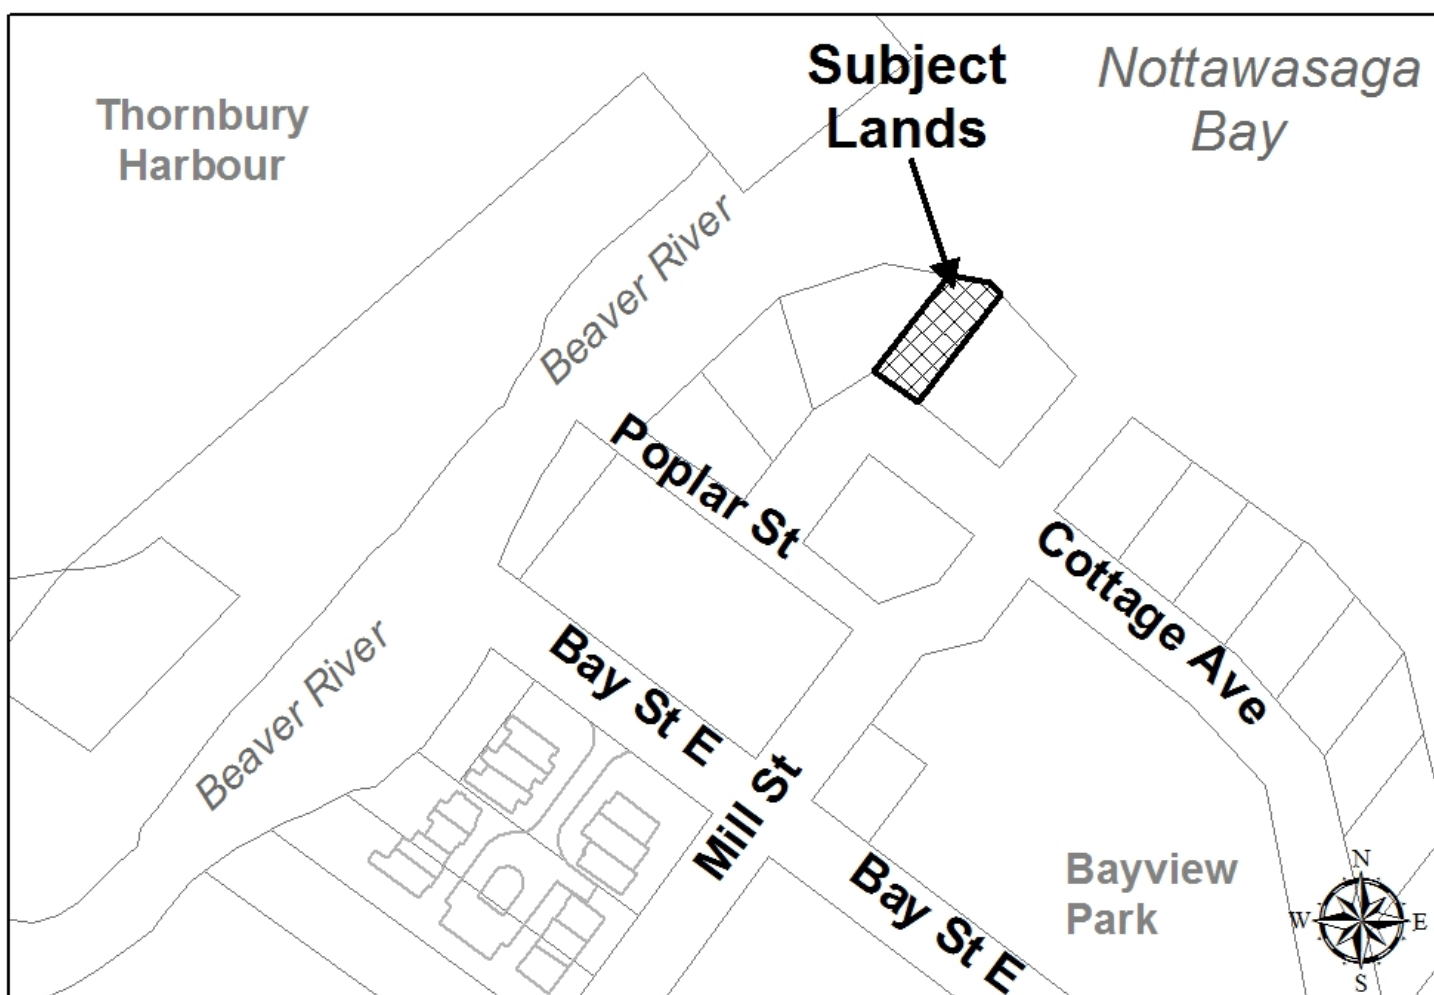 Subject
Lands
Nottawasaga
Bay
Thornbury
Harbour
Beaver River
Poplar St
Cottage Ave
Beaver River
Bay St E
Mill St
Bay St E
Bayview
Park
N
W
E
S